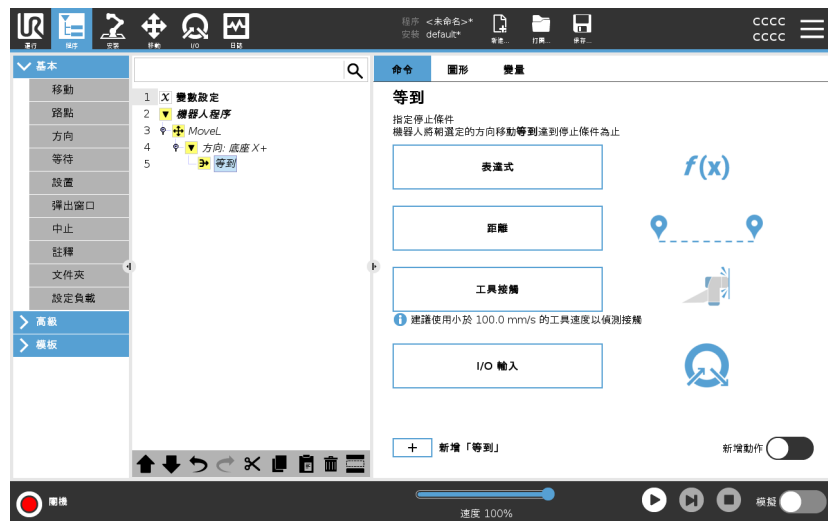 UR
運行
程序
安裝
移動
I/O
日誌
程序 <未命名>*
安裝 default*
新建...
打開...
保存...
CCCC
CCCC
基本
移動
路點
方向
等待
設置
彈出窗口
中止
註釋
文件夾
設定負載
高級
模板
1 X 變數設定
2 機器人程序
3 MoveL
4 方向: 底座 X+
5 等到
命令 圖形 變量
等到
指定停止條件
機器人將朝選定的方向移動等到達到停止條件為止
表達式
f(x)
距離
工具接觸
建議使用小於 100.0 mm/s 的工具速度以偵測接觸
I/O 輸入
+ 新增「等到」
新增動作
關機
速度 100%
模擬